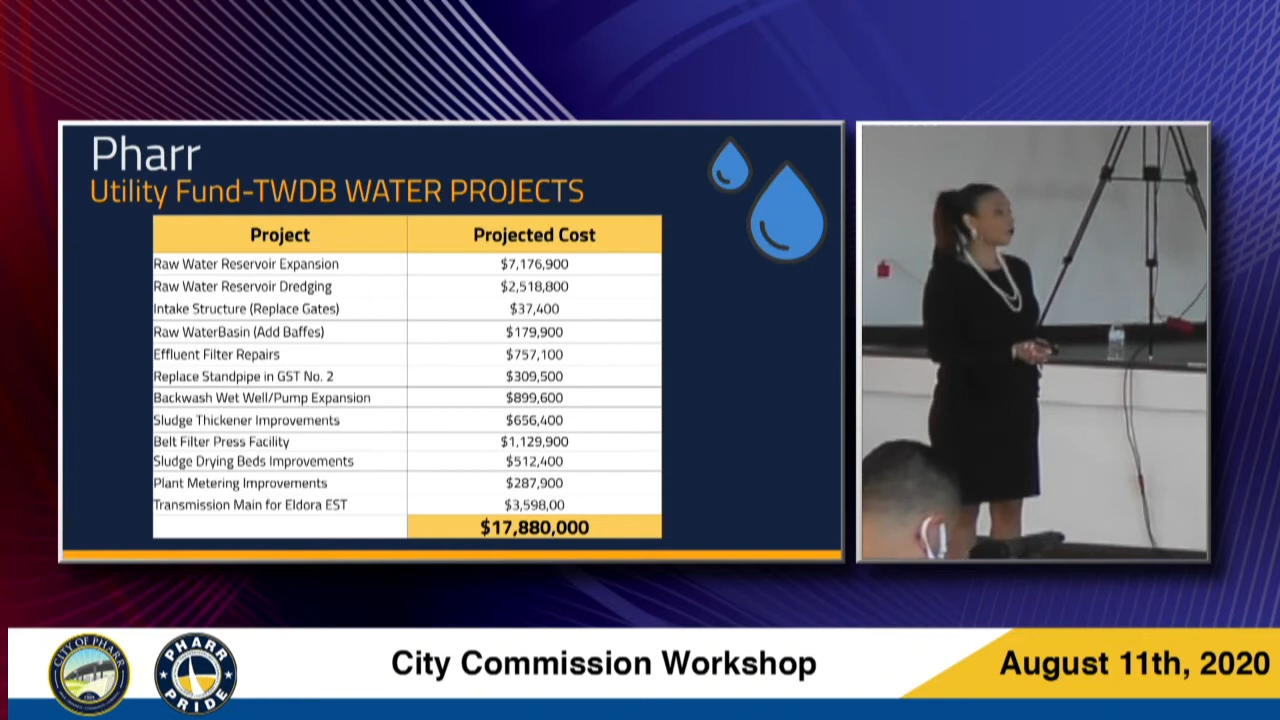 Pharr
Utility Fund-TWDB WATER PROJECTS
Project Projected Cost
Raw Water Reservoir Expansion $7,176,900
Raw Water Reservoir Dredging $2,518,800
Intake Structure (Replace Gates) $37,400
Raw WaterBasin (Add Baffes) $179,900
Effluent Filter Repairs $757,100
Replace Standpipe in GST No. 2 $309,500
Backwash Wet Well/Pump Expansion $899,600
Sludge Thickener Improvements $656,400
Belt Filter Press Facility $1,129,900
Sludge Drying Beds Improvements $512,400
Plant Metering Improvements $287,900
Transmission Main for Eldora EST $3,598,00
$17,880,000
CITY OF PHARR
PHARR
PRIDE
City Commission Workshop
August 11th, 2020